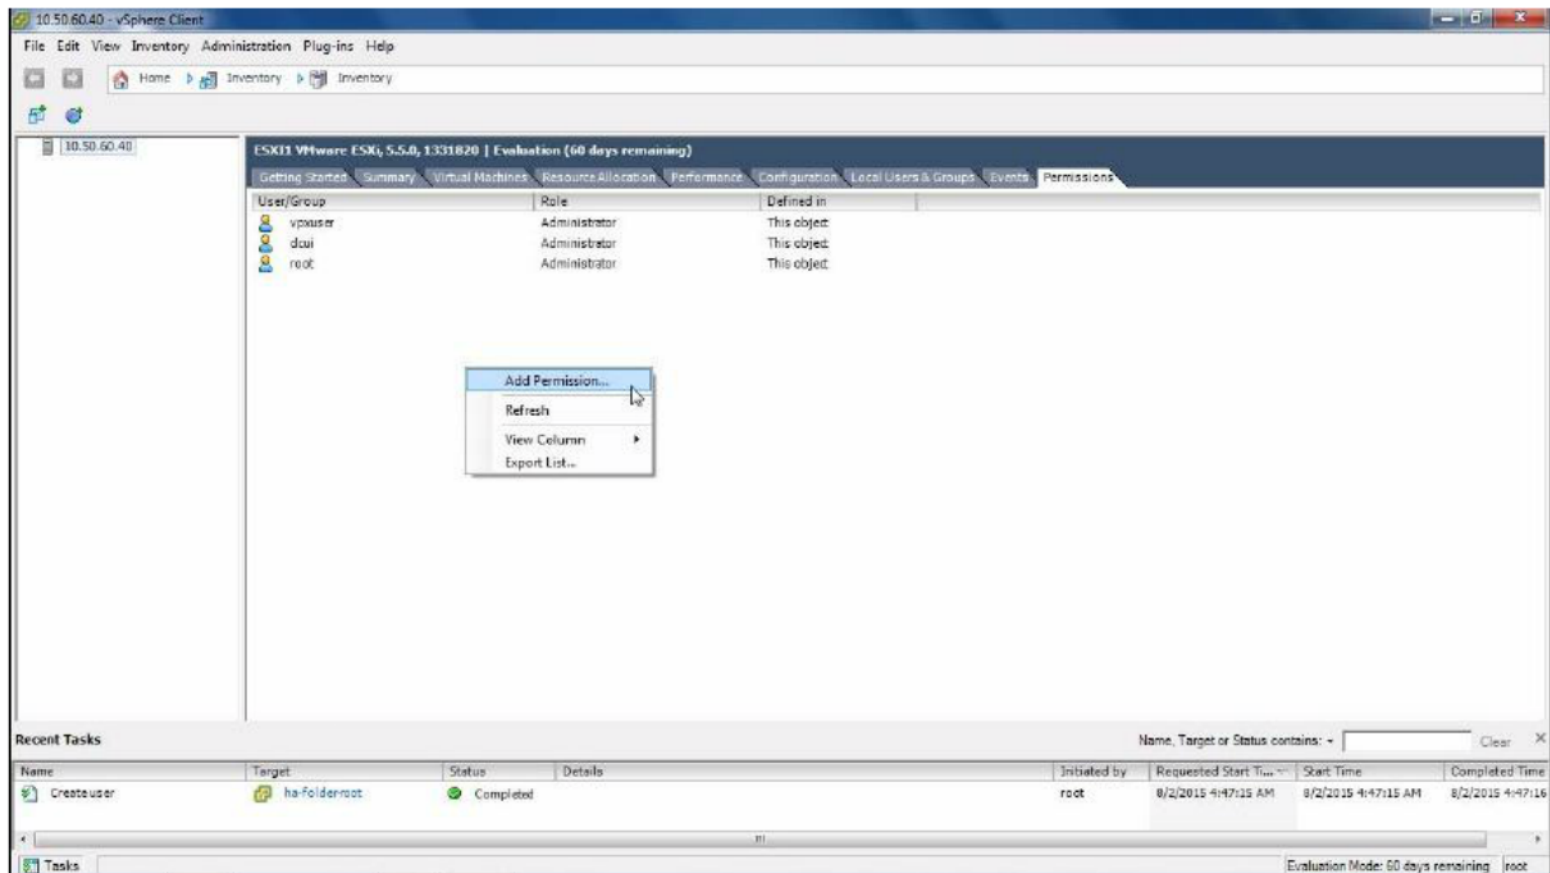 10.50.60.40 - vSphere Client
File Edit View Inventory Administration Plug-ins Help
Home Inventory Inventory
10.50.60.40
ESXI1 VMware ESXi, 5.5.0, 1331820 | Evaluation (60 days remaining)
Getting Started Summary Virtual Machines Resource Allocation Performance Configuration Local Users & Groups Events Permissions
User/Group Role Defined in
vpxuser Administrator This object
dcui Administrator This object
root Administrator This object
Add Permission...
Refresh
View Column
Export List...
Recent Tasks Name, Target or Status contains: Clear
Name Target Status Details Initiated by Requested Start Ti... Start Time Completed Time
Create user ha-folder-root Completed root 8/2/2015 4:47:15 AM 8/2/2015 4:47:15 AM 8/2/2015 4:47:16
Tasks Evaluation Mode: 60 days remaining root